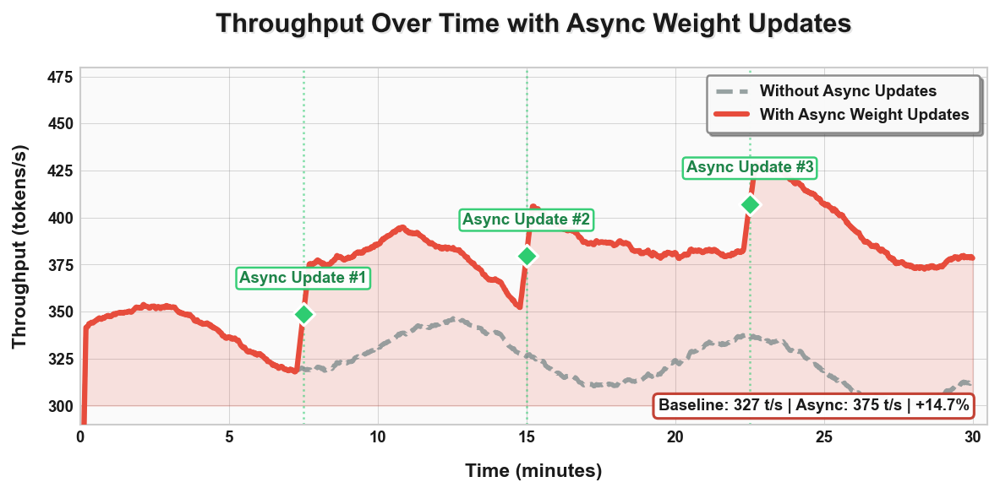 Throughput Over Time with Async Weight Updates
Throughput (tokens/s)
475
450
425
400
375
350
325
300
Without Async Updates
With Async Weight Updates
Async Update #1
Async Update #2
Async Update #3
Baseline: 327 t/s | Async: 375 t/s | +14.7%
0
5
10
15
20
25
30
Time (minutes)